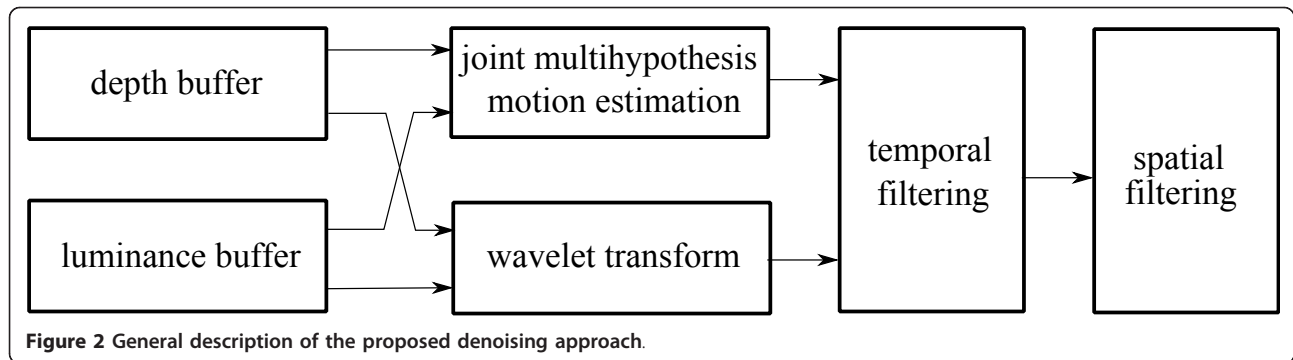 depth buffer
joint multihypothesis
motion estimation
temporal
filtering
spatial
filtering
luminance buffer
wavelet transform
Figure 2 General description of the proposed denoising approach.